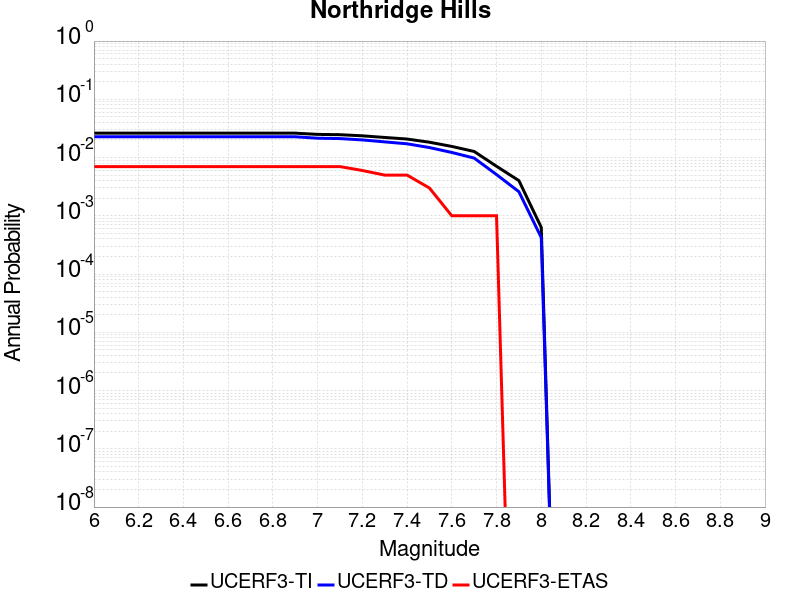 Northridge Hills
10^0
10^-1
10^-2
10^-3
10^-4
10^-5
10^-6
10^-7
10^-8
Annual Probability
6 6.2 6.4 6.6 6.8 7 7.2 7.4 7.6 7.8 8 8.2 8.4 8.6 8.8 9
Magnitude
UCERF3-TI UCERF3-TD UCERF3-ETAS